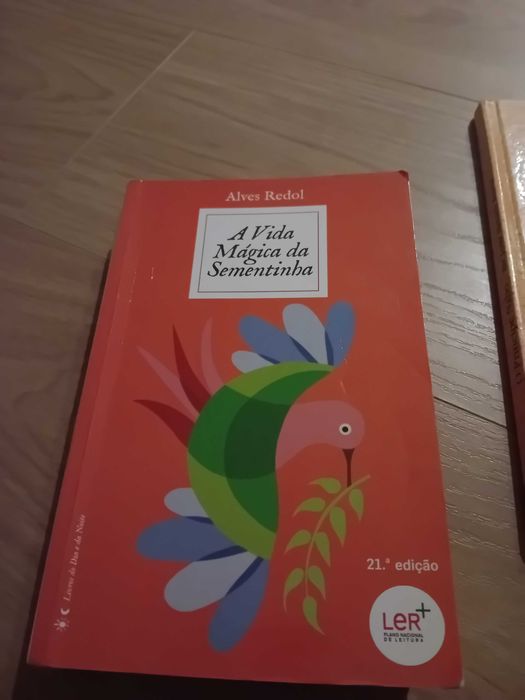 Alves Redol
A Vida
Mágica da
Sementinha
Livros do Dia e da Noite
21.ª edição
LeR+
PLANO NACIONAL
DE LEITURA